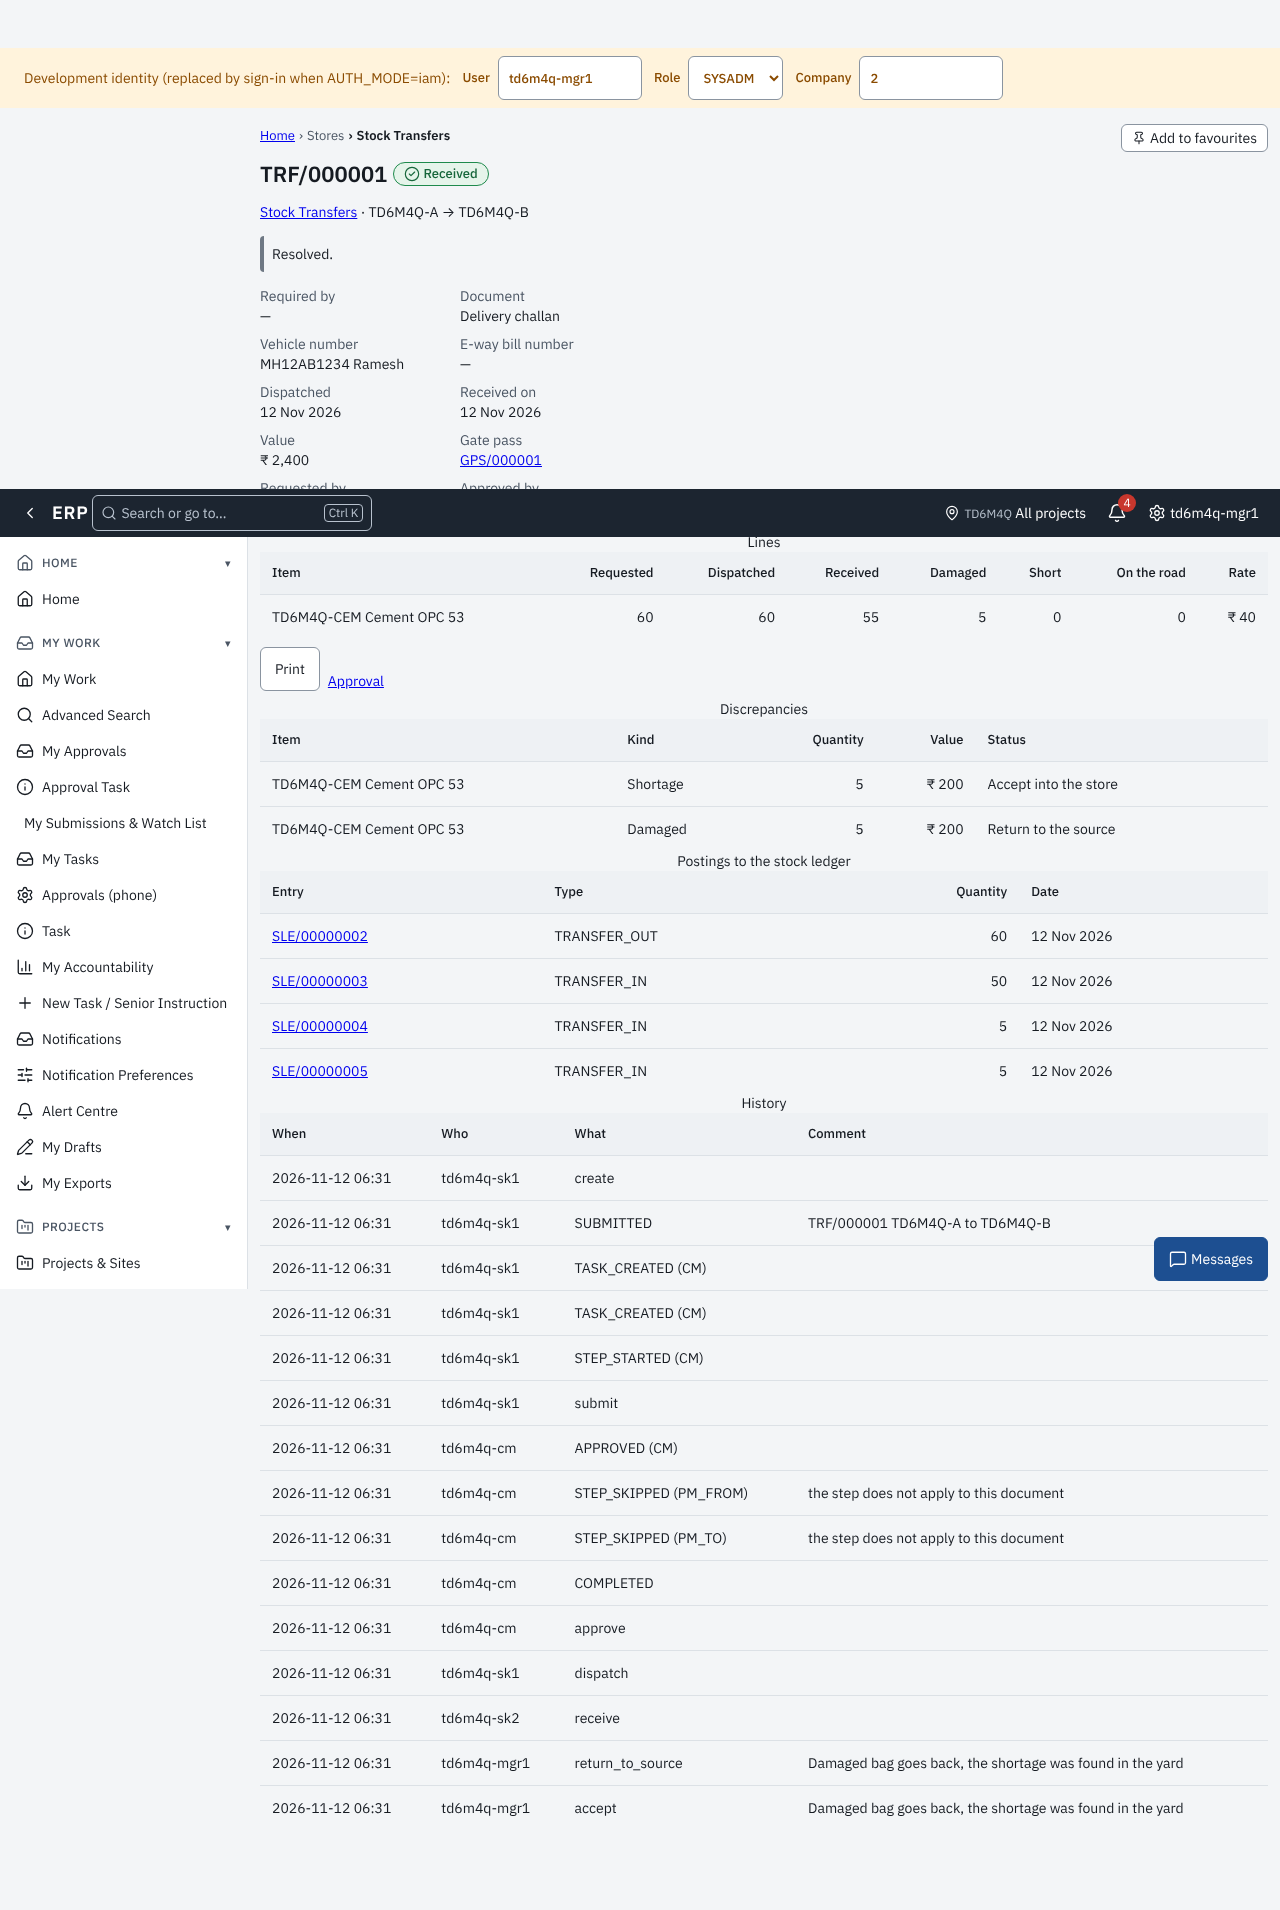 Development identity (replaced by sign-in when AUTH_MODE=iam): User td6m4q-mgr1 Role SYSADM Company 2
Home › Stores › Stock Transfers
Add to favourites
TRF/000001 Received
Stock Transfers · TD6M4Q-A → TD6M4Q-B
Resolved.
Required by Document
— Delivery challan
Vehicle number E-way bill number
MH12AB1234 Ramesh —
Dispatched Received on
12 Nov 2026 12 Nov 2026
Value Gate pass
₹ 2,400 GPS/000001
Requested by Approved by
ERP Search or go to... Ctrl K TD6M4Q All projects 4 td6m4q-mgr1
HOME
Home
MY WORK
My Work
Advanced Search
My Approvals
Approval Task
My Submissions & Watch List
My Tasks
Approvals (phone)
Task
My Accountability
New Task / Senior Instruction
Notifications
Notification Preferences
Alert Centre
My Drafts
My Exports
PROJECTS
Projects & Sites
Lines
Item Requested Dispatched Received Damaged Short On the road Rate
TD6M4Q-CEM Cement OPC 53 60 60 55 5 0 0 ₹ 40
Print Approval
Discrepancies
Item Kind Quantity Value Status
TD6M4Q-CEM Cement OPC 53 Shortage 5 ₹ 200 Accept into the store
TD6M4Q-CEM Cement OPC 53 Damaged 5 ₹ 200 Return to the source
Postings to the stock ledger
Entry Type Quantity Date
SLE/00000002 TRANSFER_OUT 60 12 Nov 2026
SLE/00000003 TRANSFER_IN 50 12 Nov 2026
SLE/00000004 TRANSFER_IN 5 12 Nov 2026
SLE/00000005 TRANSFER_IN 5 12 Nov 2026
History
When Who What Comment
2026-11-12 06:31 td6m4q-sk1 create
2026-11-12 06:31 td6m4q-sk1 SUBMITTED TRF/000001 TD6M4Q-A to TD6M4Q-B
2026-11-12 06:31 td6m4q-sk1 TASK_CREATED (CM)
2026-11-12 06:31 td6m4q-sk1 TASK_CREATED (CM)
2026-11-12 06:31 td6m4q-sk1 STEP_STARTED (CM)
2026-11-12 06:31 td6m4q-sk1 submit
2026-11-12 06:31 td6m4q-cm APPROVED (CM)
2026-11-12 06:31 td6m4q-cm STEP_SKIPPED (PM_FROM) the step does not apply to this document
2026-11-12 06:31 td6m4q-cm STEP_SKIPPED (PM_TO) the step does not apply to this document
2026-11-12 06:31 td6m4q-cm COMPLETED
2026-11-12 06:31 td6m4q-cm approve
2026-11-12 06:31 td6m4q-sk1 dispatch
2026-11-12 06:31 td6m4q-sk2 receive
2026-11-12 06:31 td6m4q-mgr1 return_to_source Damaged bag goes back, the shortage was found in the yard
2026-11-12 06:31 td6m4q-mgr1 accept Damaged bag goes back, the shortage was found in the yard
Messages